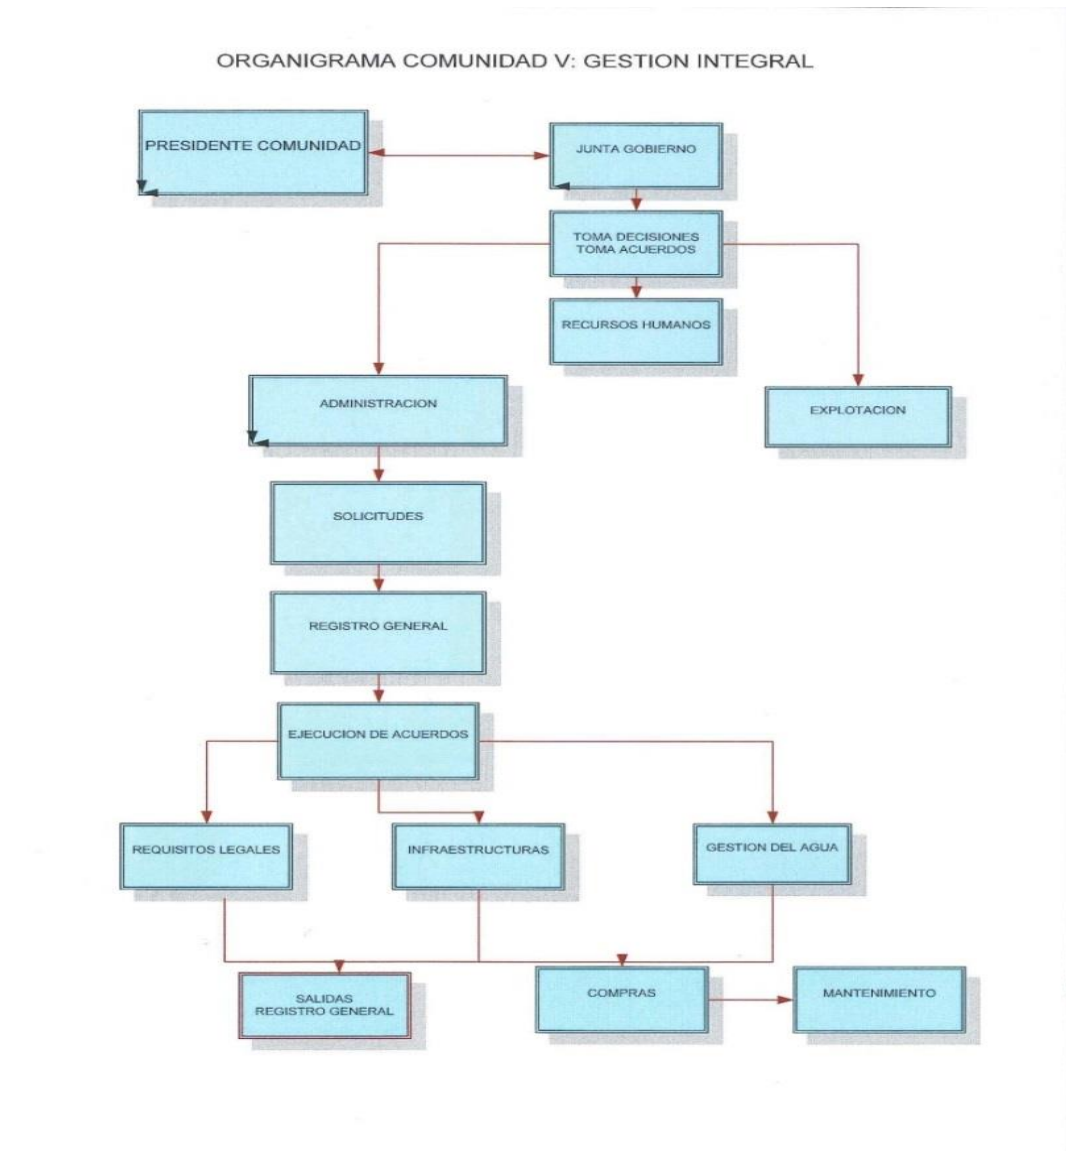 ORGANIGRAMA COMUNIDAD V: GESTION INTEGRAL
PRESIDENTE COMUNIDAD
JUNTA GOBIERNO
TOMA DECISIONES
TOMA ACUERDOS
RECURSOS HUMANOS
ADMINISTRACION
EXPLOTACION
SOLICITUDES
REGISTRO GENERAL
EJECUCION DE ACUERDOS
REQUISITOS LEGALES
INFRAESTRUCTURAS
GESTION DEL AGUA
SALIDAS
REGISTRO GENERAL
COMPRAS
MANTENIMIENTO